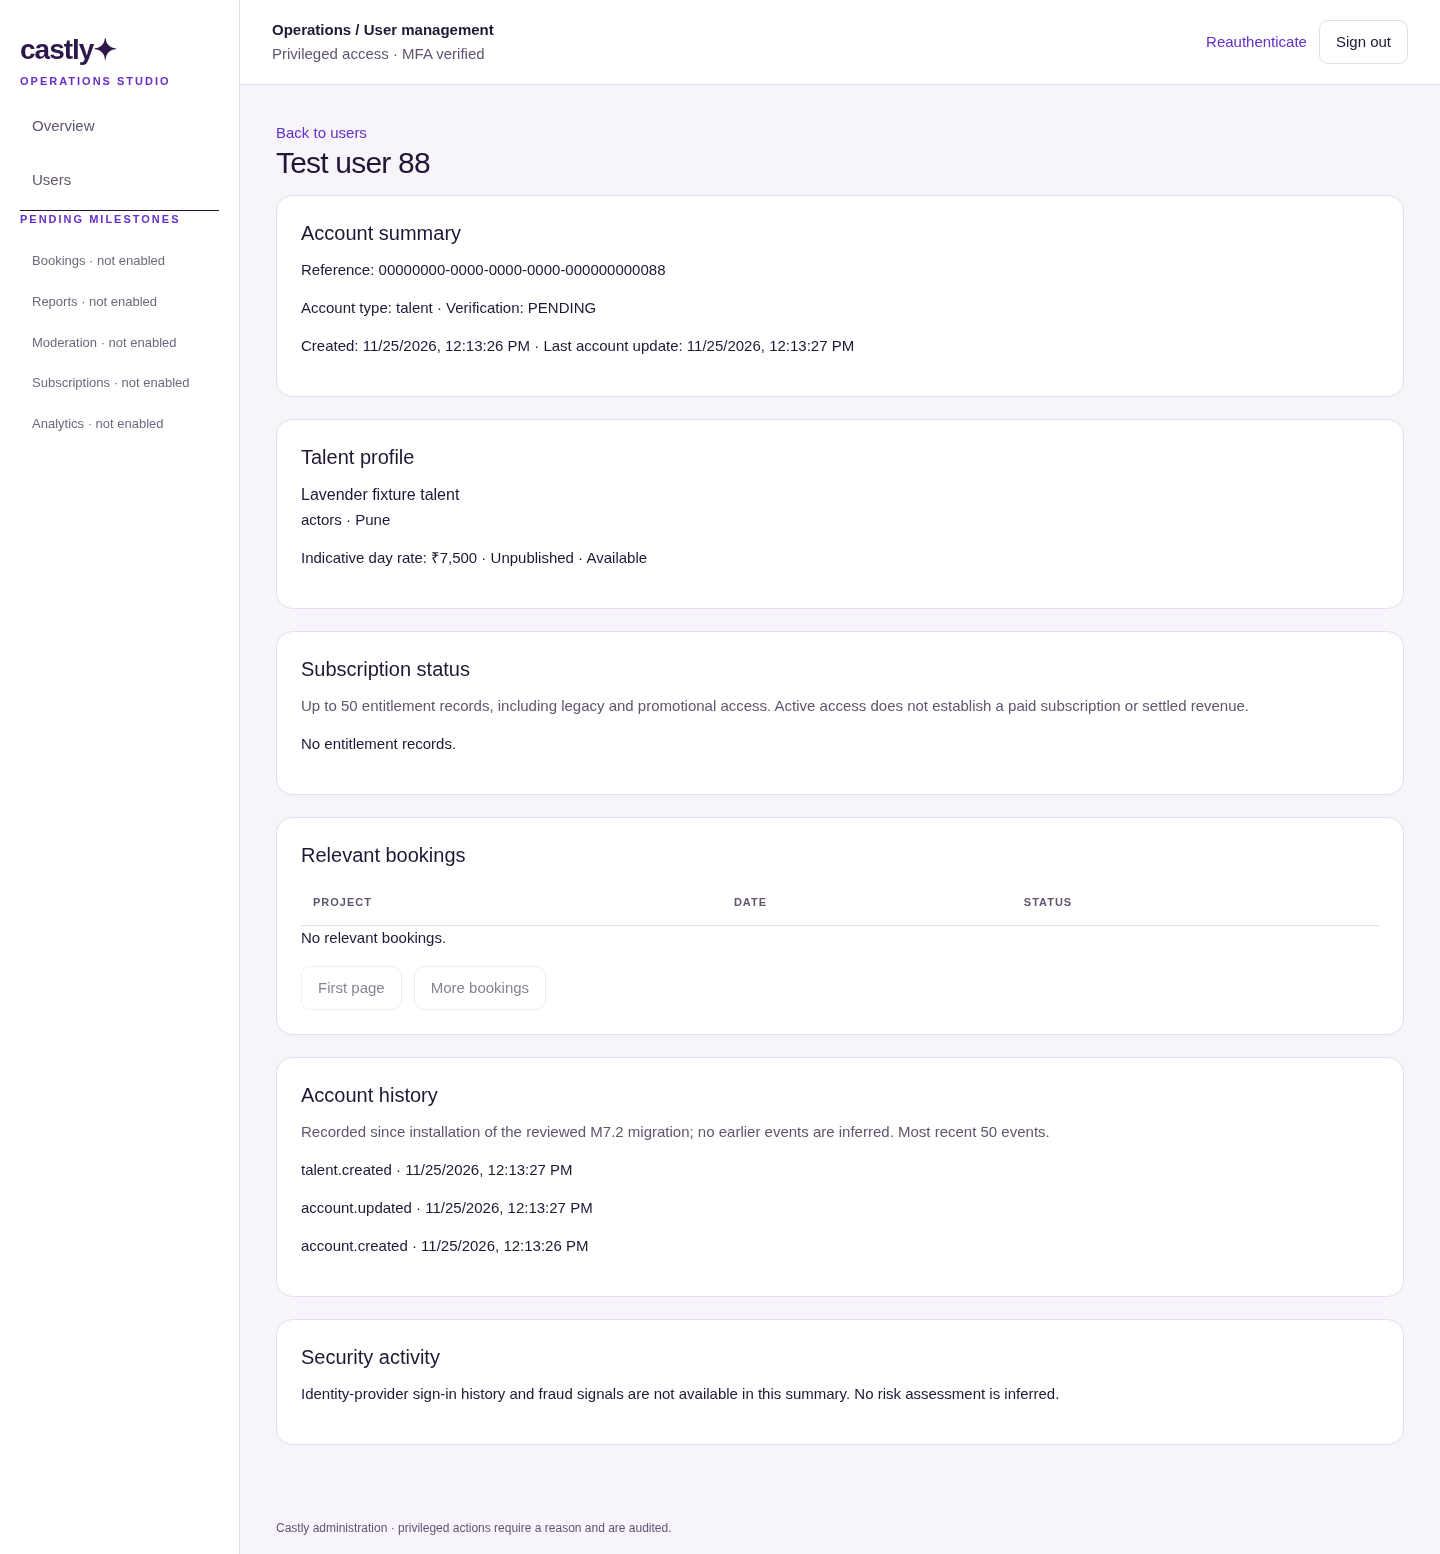 castly✦
OPERATIONS STUDIO
Overview
Users
PENDING MILESTONES
Bookings · not enabled
Reports · not enabled
Moderation · not enabled
Subscriptions · not enabled
Analytics · not enabled
Operations / User management
Privileged access · MFA verified
Reauthenticate
Sign out
Back to users
Test user 88
Account summary
Reference: 00000000-0000-0000-0000-000000000088
Account type: talent · Verification: PENDING
Created: 11/25/2026, 12:13:26 PM · Last account update: 11/25/2026, 12:13:27 PM
Talent profile
Lavender fixture talent
actors · Pune
Indicative day rate: ₹7,500 · Unpublished · Available
Subscription status
Up to 50 entitlement records, including legacy and promotional access. Active access does not establish a paid subscription or settled revenue.
No entitlement records.
Relevant bookings
PROJECT DATE STATUS
No relevant bookings.
First page More bookings
Account history
Recorded since installation of the reviewed M7.2 migration; no earlier events are inferred. Most recent 50 events.
talent.created · 11/25/2026, 12:13:27 PM
account.updated · 11/25/2026, 12:13:27 PM
account.created · 11/25/2026, 12:13:26 PM
Security activity
Identity-provider sign-in history and fraud signals are not available in this summary. No risk assessment is inferred.
Castly administration · privileged actions require a reason and are audited.